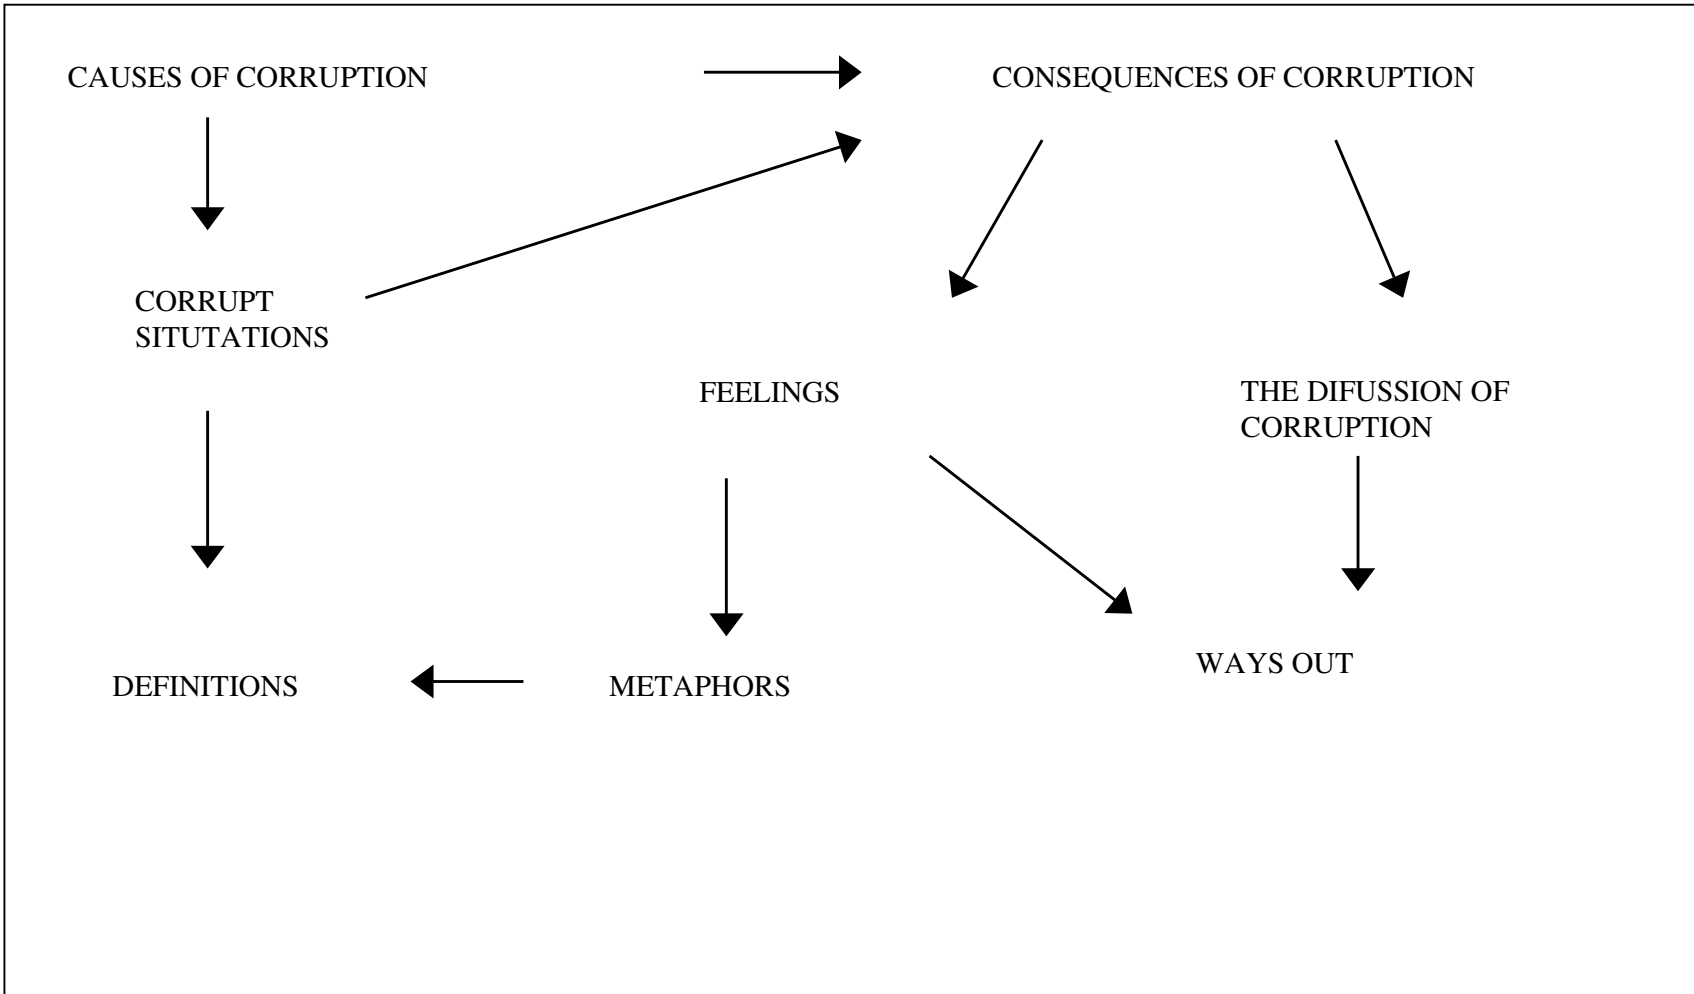 CAUSES OF CORRUPTION
CONSEQUENCES OF CORRUPTION
CORRUPT
SITUTATIONS
FEELINGS
THE DIFUSSION OF
CORRUPTION
DEFINITIONS
METAPHORS
WAYS OUT